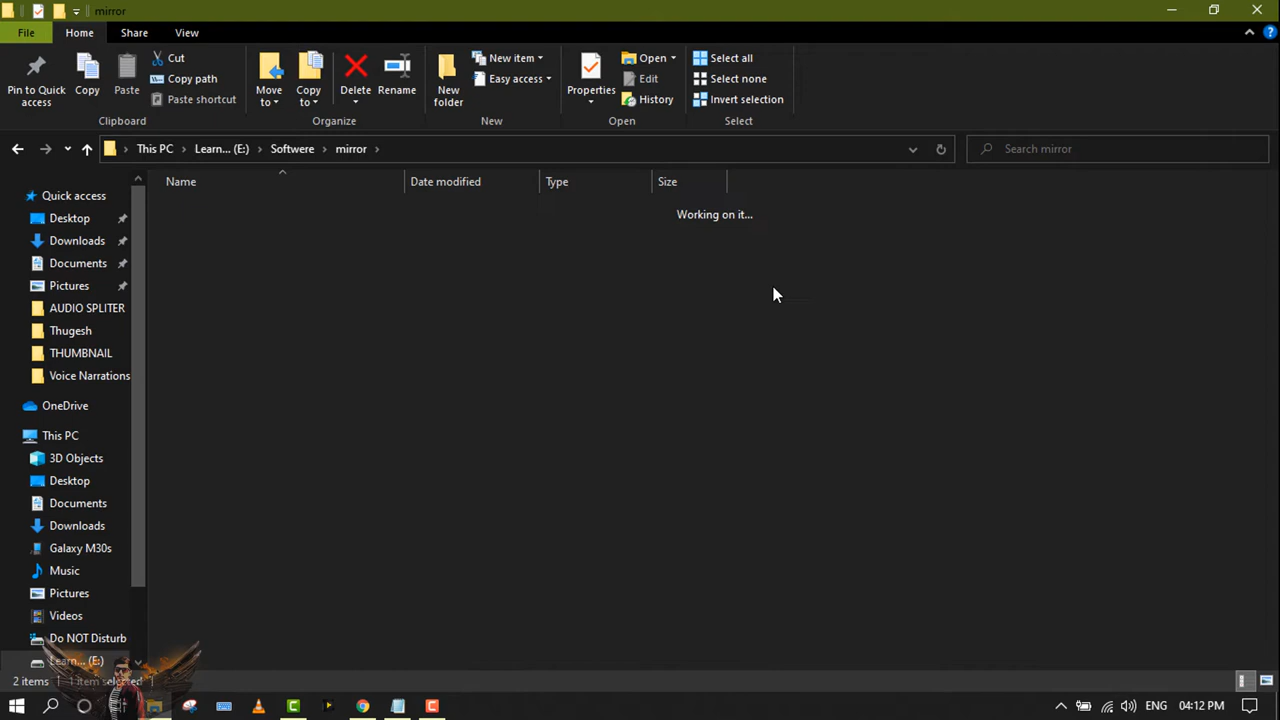 mirror
File Home Share View
Pin to Quick access
Copy
Paste
Cut
Copy path
Paste shortcut
Clipboard
Move to
Copy to
Delete
Rename
Organize
New folder
New item
Easy access
New
Properties
Open
Edit
History
Open
Select all
Select none
Invert selection
Select
This PC Learn... (E:) Softwere mirror
Search mirror
Name Date modified Type Size
Working on it...
Quick access
Desktop
Downloads
Documents
Pictures
AUDIO SPLITER
Thugesh
THUMBNAIL
Voice Narrations
OneDrive
This PC
3D Objects
Desktop
Documents
Downloads
Galaxy M30s
Music
Pictures
Videos
Do NOT Disturb
Learn... (E:)
2 items 1 item selected
ENG 04:12 PM